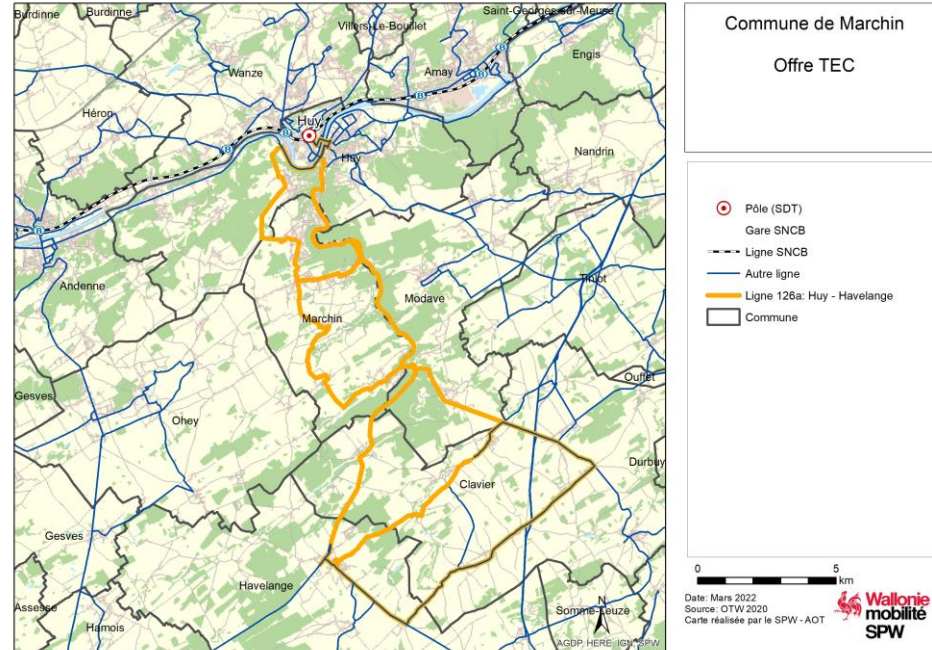 Commune de Marchin
Offre TEC
Burdinne
Burdinne
Villers-Le-Bouillet
Saint-Georges-sur-Meuse
Engis
Wanze
Amay
Héron
Huy
Huy
Nandrin
Andenne
Modave
Tinlot
Marchin
Gesves
Ohey
Ouffet
Clavier
Durbuy
Gesves
Havelange
Assesse
Hamois
Somme-Leuze
N
AGDP, HERE, IGN, SPW
Pôle (SDT)
Gare SNCB
Ligne SNCB
Autre ligne
Ligne 126a: Huy - Havelange
Commune
0 5
km
Date: Mars 2022
Source: OTW 2020
Carte réalisée par le SPW - AOT
Wallonie
mobilité
SPW